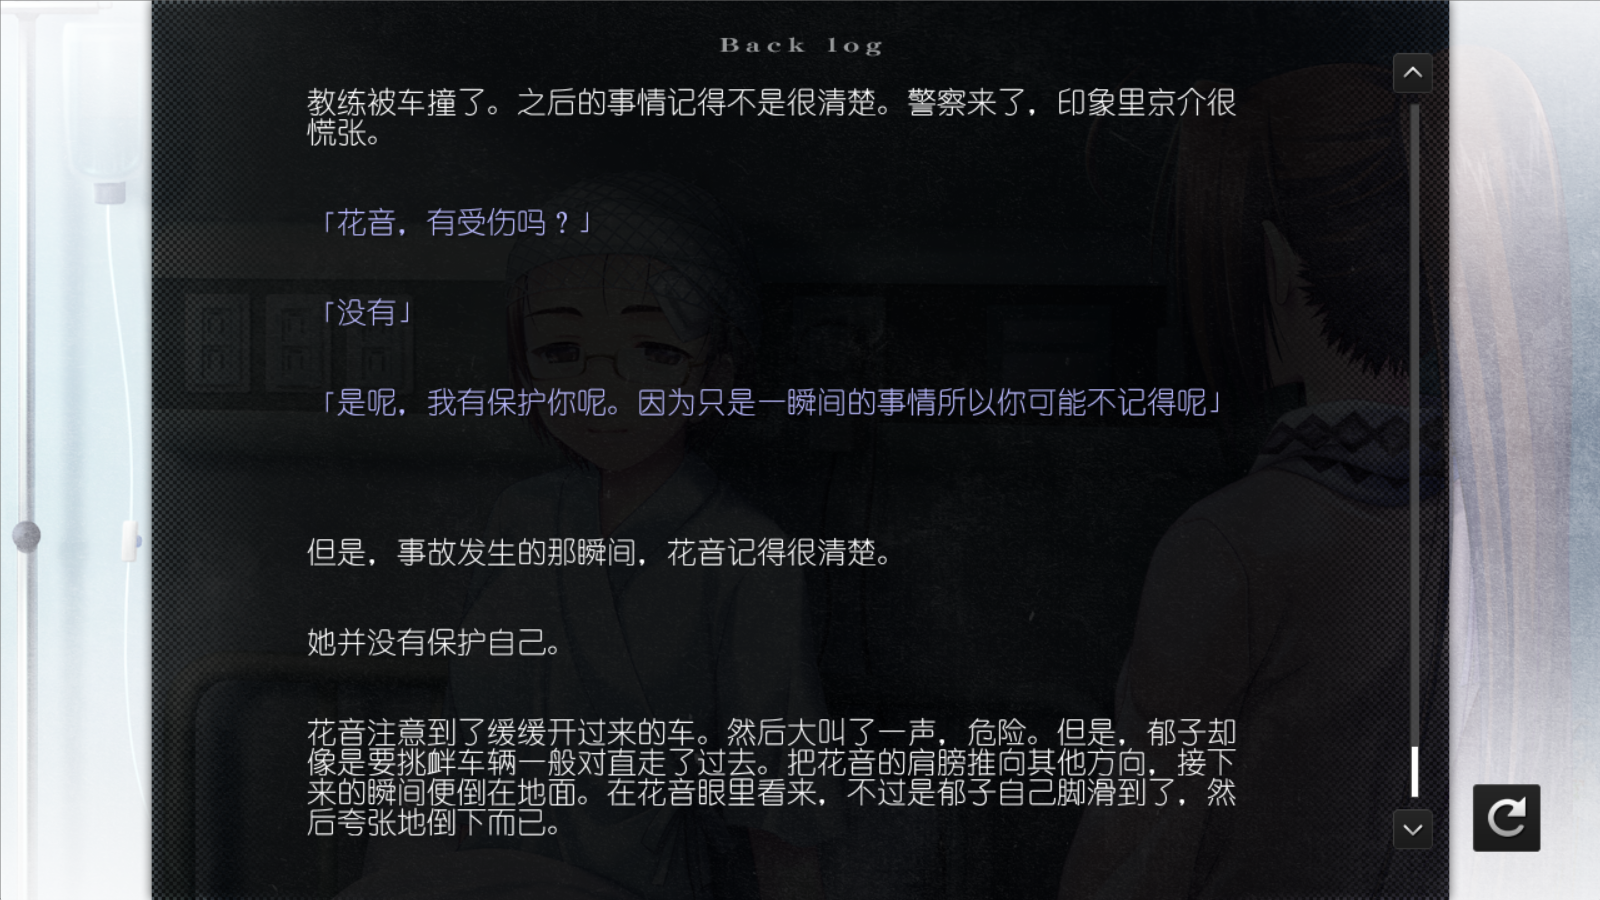 Back log
教练被车撞了。之后的事情记得不是很清楚。警察来了，印象里京介很
慌张。
「花音，有受伤吗？」
「没有」
「是呢，我有保护你呢。因为只是一瞬间的事情所以你可能不记得呢」
但是，事故发生的那瞬间，花音记得很清楚。
她并没有保护自己。
花音注意到了缓缓开过来的车。然后大叫了一声，危险。但是，郁子却
像是要挑衅车辆一般对直走了过去。把花音的肩膀推向其他方向，接下
来的瞬间便倒在地面。在花音眼里看来，不过是郁子自己脚滑到了，然
后夸张地倒下而已。